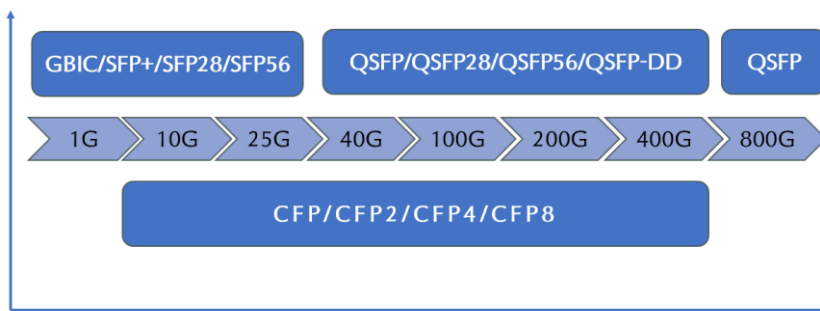 GBIC/SFP+/SFP28/SFP56
QSFP/QSFP28/QSFP56/QSFP-DD
QSFP
1G
10G
25G
40G
100G
200G
400G
800G
CFP/CFP2/CFP4/CFP8